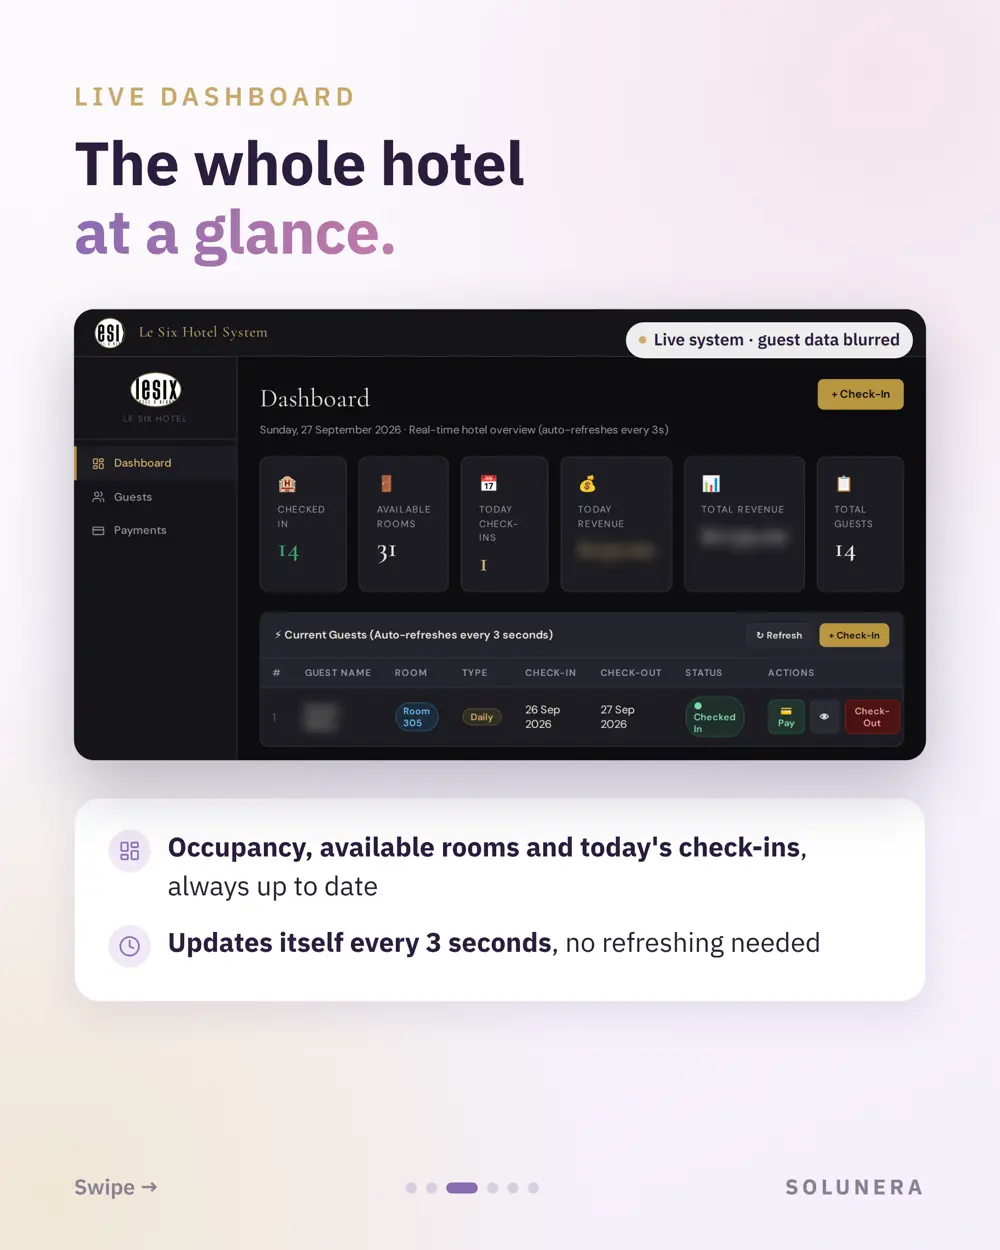 LIVE DASHBOARD
The whole hotel
at a glance.
esi
Le Six Hotel System
Live system · guest data blurred
lesix
LE SIX HOTEL
Dashboard
Guests
Payments
Dashboard
+ Check-In
Sunday, 27 September 2026 · Real-time hotel overview (auto-refreshes every 3s)
CHECKED
IN
14
AVAILABLE
ROOMS
31
TODAY
CHECK-
INS
1
TODAY
REVENUE
TOTAL REVENUE
TOTAL
GUESTS
14
⚡ Current Guests (Auto-refreshes every 3 seconds)
↻ Refresh
+ Check-In
# GUEST NAME ROOM TYPE CHECK-IN CHECK-OUT STATUS ACTIONS
1
Room
305
Daily
26 Sep
2026
27 Sep
2026
Checked
In
Pay
Check-
Out
Occupancy, available rooms and today's check-ins,
always up to date
Updates itself every 3 seconds, no refreshing needed
Swipe →
SOLUNERA